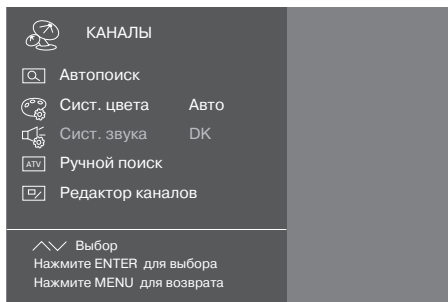 КАНАЛЫ
Автопоиск
Сист. цвета Авто
Сист. звука DK
ATV Ручной поиск
Редактор каналов
Выбор
Нажмите ENTER для выбора
Нажмите MENU для возврата